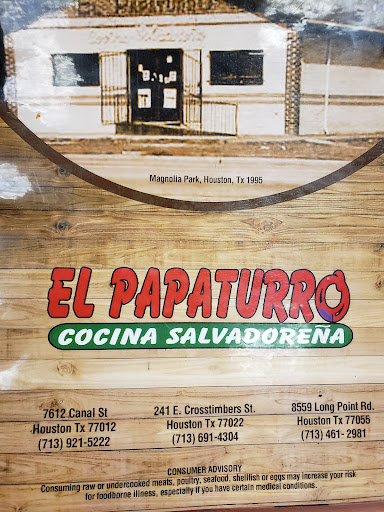 Magnolia Park, Houston, Tx 1995
EL PAPATURRO
COCINA SALVADOREÑA
7612 Canal St
Houston Tx 77012
(713) 921-5222
241 E. Crosstimbers St.
Houston Tx 77022
(713) 691-4304
8559 Long Point Rd.
Houston Tx 77055
(713) 461- 2981
CONSUMER ADVISORY
Consuming raw or undercooked meats, poultry, seafood, shellfish or eggs may increase your risk
for foodborne illness, especially if you have certain medical conditions.